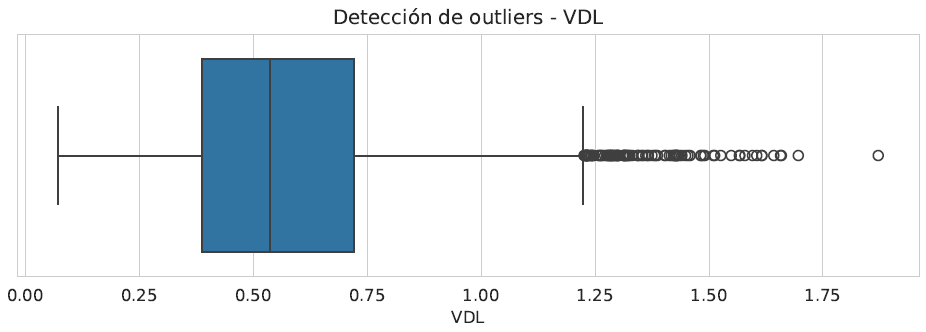 Detección de outliers - VDL
0.00 0.25 0.50 0.75 1.00 1.25 1.50 1.75
VDL